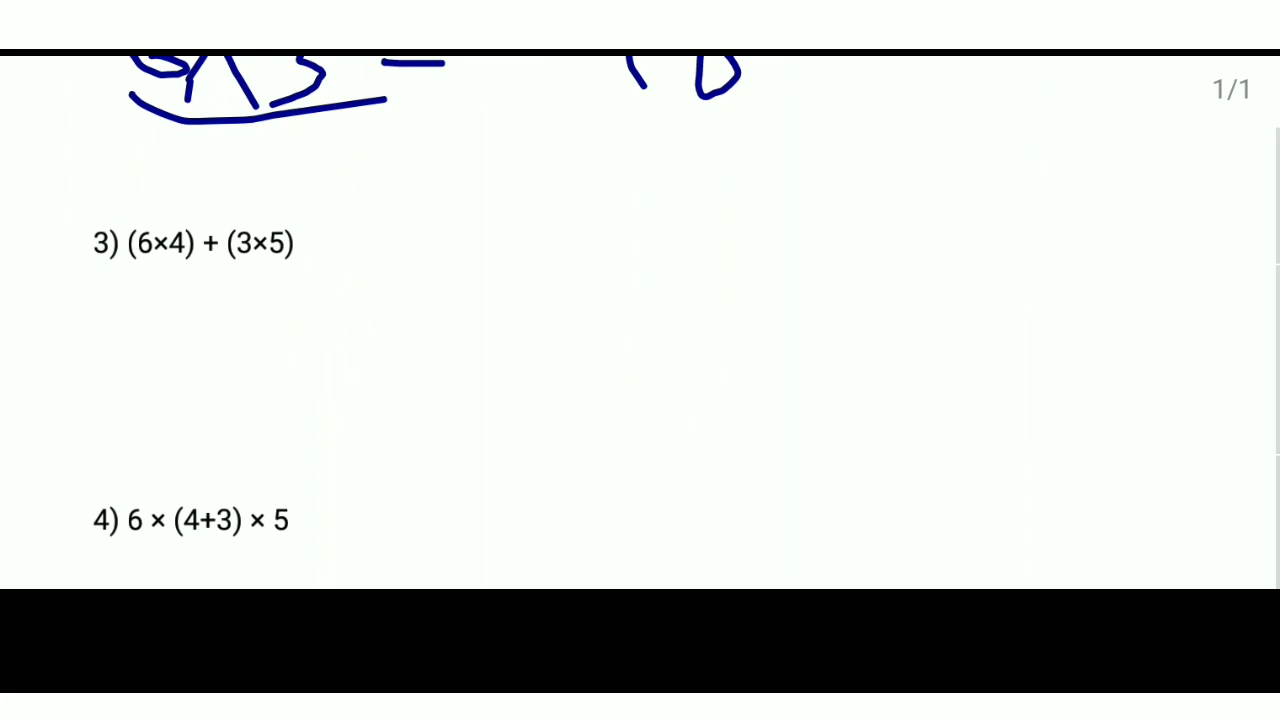 1/1
3) (6×4) + (3×5)
4) 6 × (4+3) × 5